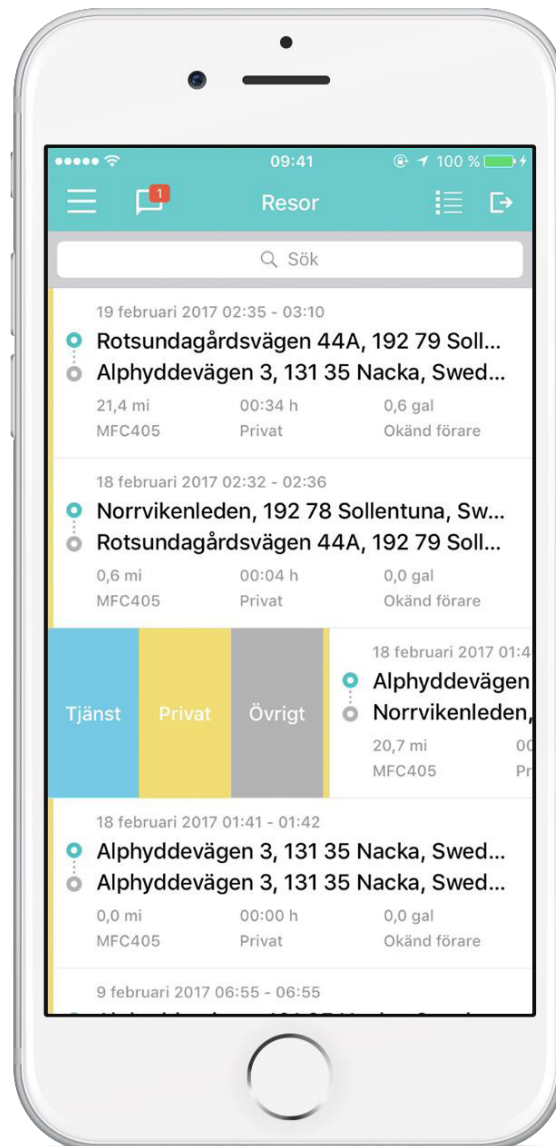 09:41
100 %
1
Resor
Sök
19 februari 2017 02:35 - 03:10
Rotsundagårdsvägen 44A, 192 79 Soll...
Alphyddevägen 3, 131 35 Nacka, Swed...
21,4 mi 00:34 h 0,6 gal
MFC405 Privat Okänd förare
18 februari 2017 02:32 - 02:36
Norrvikenleden, 192 78 Sollentuna, Sw...
Rotsundagårdsvägen 44A, 192 79 Soll...
0,6 mi 00:04 h 0,0 gal
MFC405 Privat Okänd förare
Tjänst Privat Övrigt
18 februari 2017 01:4
Alphyddevägen
Norrvikenleden,
20,7 mi 00
MFC405 Pr
18 februari 2017 01:41 - 01:42
Alphyddevägen 3, 131 35 Nacka, Swed...
Alphyddevägen 3, 131 35 Nacka, Swed...
0,0 mi 00:00 h 0,0 gal
MFC405 Privat Okänd förare
9 februari 2017 06:55 - 06:55